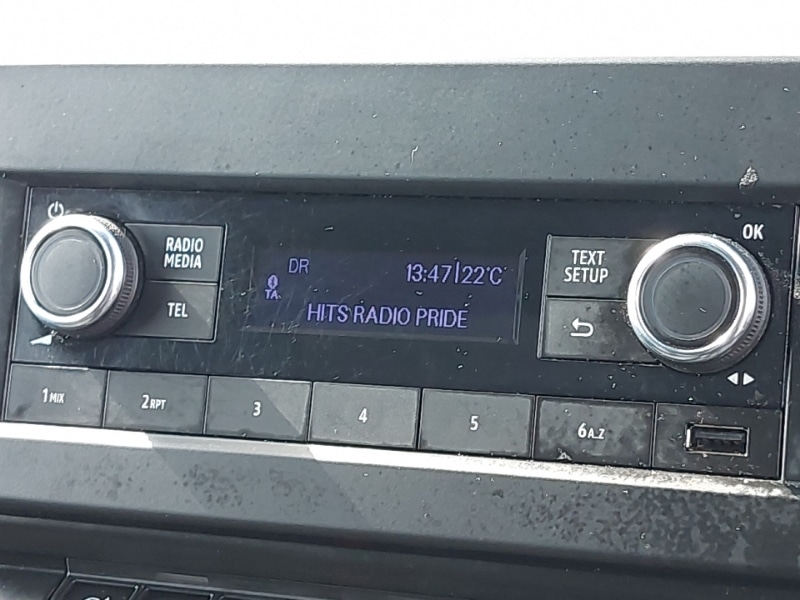 OK
RADIO
MEDIA
TEL
DR
13:47|22°C
TA
HITS RADIO PRIDE
TEXT
SETUP
1 MIX
2 RPT
3
4
5
6 A..Z